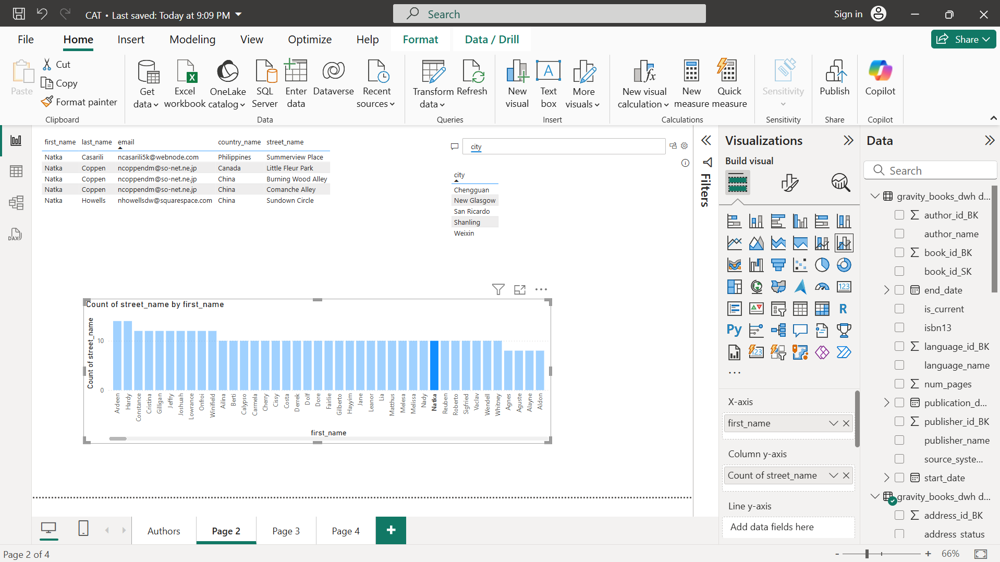 CAT • Last saved: Today at 9:09 PM
Search
Sign in
File Home Insert Modeling View Optimize Help Format Data / Drill
Share
Paste
Cut
Copy
Format painter
Clipboard
Get data
Excel workbook
OneLake catalog
SQL Server
Enter data
Dataverse
Recent sources
Data
Transform data
Refresh
Queries
New visual
Text box
More visuals
Insert
New visual calculation
New measure
Quick measure
Calculations
Sensitivity
Sensitivity
Publish
Share
Copilot
Copilot
first_name last_name email country_name street_name
Natka Casarili ncasarili5k@webnode.com Philippines Summerview Place
Natka Coppen ncoppendm@so-net.ne.jp Canada Little Fleur Park
Natka Coppen ncoppendm@so-net.ne.jp China Burning Wood Alley
Natka Coppen ncoppendm@so-net.ne.jp China Comanche Alley
Natka Howells nhowellsdw@squarespace.com China Sundown Circle
city
city
Chengguan
New Glasgow
San Ricardo
Shanling
Weixin
Count of street_name by first_name
Count of street_name
10
0
Ardeen
Hardy
Constance
Cristina
Gilligan
Jeffry
Joshuah
Lowrance
Onfroi
Winifield
Ailina
Berti
Calypso
Carmela
Cherry
Cissy
Costa
Derrek
Dolf
Dore
Fairlie
Gilberto
Hayyim
Jane
Leanor
Lia
Matthus
Melesa
Melissa
Nady
Natka
Reuben
Roberto
Sigfried
Vaclav
Wendell
Whitney
Agnes
Auguste
Alayne
Aldon
first_name
Filters
Visualizations
Build visual
123
R
Py
123
X-axis
first_name
Column y-axis
Count of street_name
Line y-axis
Add data fields here
Data
Search
gravity_books_dwh d...
author_id_BK
author_name
book_id_BK
book_id_SK
end_date
is_current
isbn13
language_id_BK
language_name
num_pages
publication_d...
publisher_id_BK
publisher_name
source_syste...
start_date
gravity_books_dwh d...
address_id_BK
address_status
DAX
Authors Page 2 Page 3 Page 4
Page 2 of 4
- + 66%